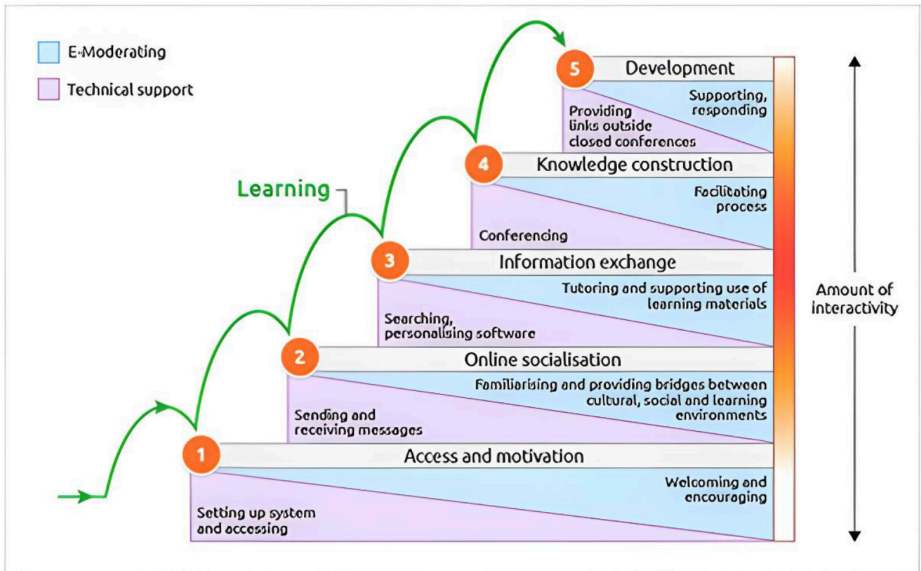 E-Moderating
Technical support
Learning
5
Development
Supporting,
responding
Providing
links outside
closed conferences
4
Knowledge construction
Facilitating
process
Conferencing
3
Information exchange
Tutoring and supporting use of
learning materials
Searching,
personalising software
2
Online socialisation
Familiarising and providing bridges between
cultural, social and learning
environments
Sending and
receiving messages
1
Access and motivation
Welcoming and
encouraging
Setting up system
and accessing
Amount of
interactivity